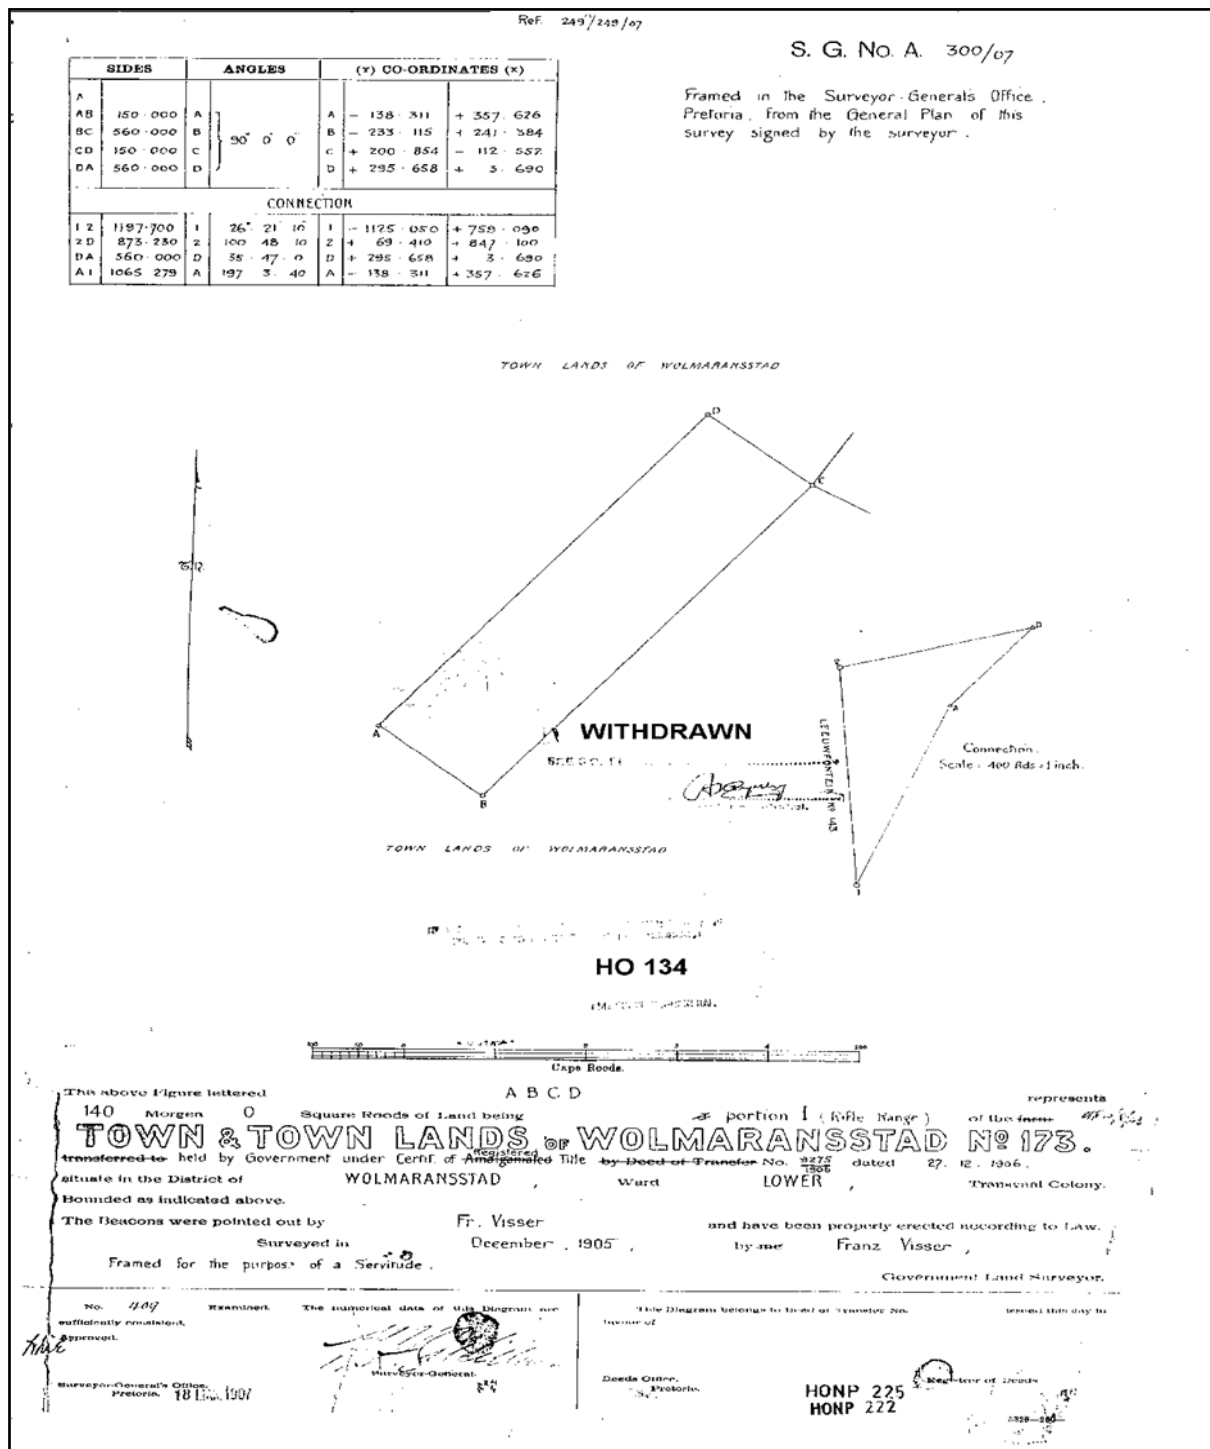 Ref. 249/249/07
S. G. No. A. 300/07
Framed in the Surveyor-Generals Office,
Pretoria, from the General Plan of this
survey signed by the surveyor.
SIDES ANGLES (Y) CO-ORDINATES (X)
A
AB 150·000 A A - 138·311 + 357·626
BC 560·000 B 90° 0' 0" B - 233·115 + 241·384
CD 150·000 C C + 200·854 - 112·552
DA 560·000 D D + 295·658 + 3·690
CONNECTION
1 2 1197·700 1 26° 21 10" 1 - 1125·050 + 759·090
2 D 873·230 2 100 48 10 2 + 69·410 + 847·100
DA 560·000 D 35·47·0 D + 295·658 + 3·690
A1 1065 279 A 197 3·40 A - 138·311 + 357·626
TOWN LANDS OF WOLMARANSSTAD
D
C
A
B
WITHDRAWN
2
D
A
1
LEEUWFONTEIN No 43
Connection.
Scale: 400 Rds = 1 inch.
TOWN LANDS OF WOLMARANSSTAD
HO 134
Cape Roods.
The above Figure lettered A B C D represents
140 Morgen 0 Square Roods of Land being portion 1 (Rifle Range) of the farm
TOWN & TOWN LANDS OF WOLMARANSSTAD No 173.
transferred to held by Government under Certif. of Amalgamated Registered Title by Deed of Transfer No. 9275/1906 dated 27.12.1906.
situate in the District of WOLMARANSSTAD, Ward LOWER, Transvaal Colony.
Bounded as indicated above.
The Beacons were pointed out by Fr. Visser and have been properly erected according to Law.
Surveyed in December, 1905, by me Franz Visser,
Framed for the purpose of a Servitude.
Government Land Surveyor.
No. Examined. The numerical data of this Diagram are
sufficiently consistent.
Approved.
Surveyor-General.
Surveyor-General's Office,
Pretoria. 18 1907
This Diagram belongs to Deed of Transfer No. issued this day in
favour of
Deeds Office,
Pretoria.
Registrar of Deeds
HONP 225
HONP 222